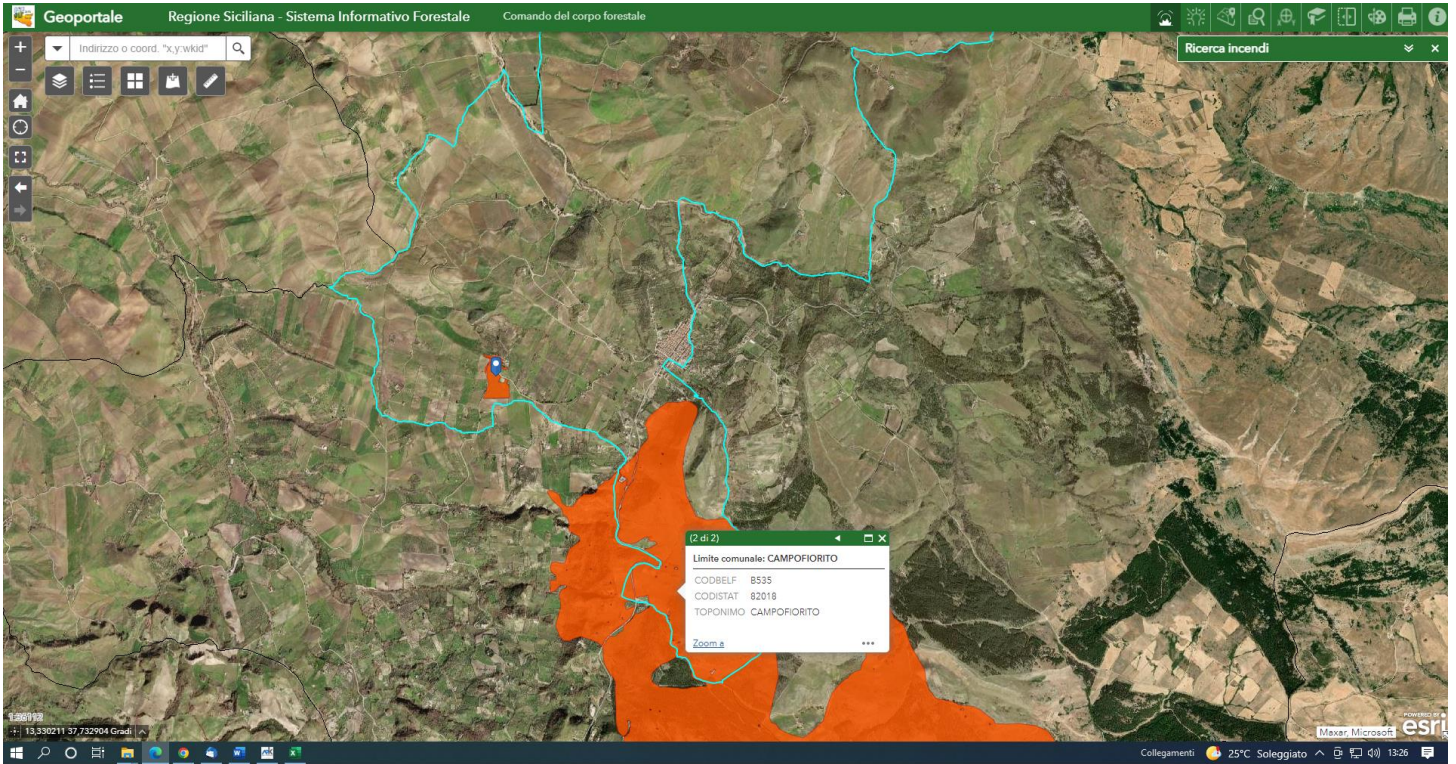 Geoportale
Regione Siciliana - Sistema Informativo Forestale
Comando del corpo forestale
Indirizzo o coord. "x,y:wkid"
Ricerca incendi
(2 di 2)
Limite comunale: CAMPOFIORITO
CODBELF B535
CODISTAT 82018
TOPONIMO CAMPOFIORITO
Zoom a
13,330211 37,732904 Gradi
Maxar, Microsoft
POWERED BY
esri
Collegamenti
25°C Soleggiato
13:26